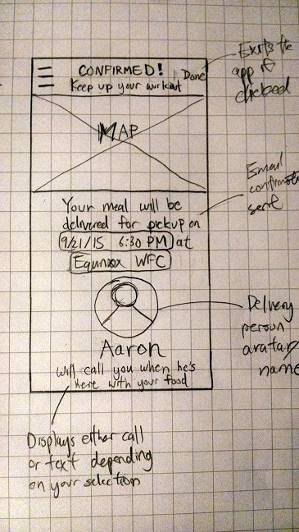 CONFIRMED!
Keep up your workout
Done
Exits the
app if
clicked
MAP
Email
confirmation
sent
Your meal will be
delivered for pickup on
9/21/15 6:30 PM at
Equinox WFC
Delivery
person
avatar
name
Aaron
will call you when he's
here with your food
Displays either call
or text depending
on your selection